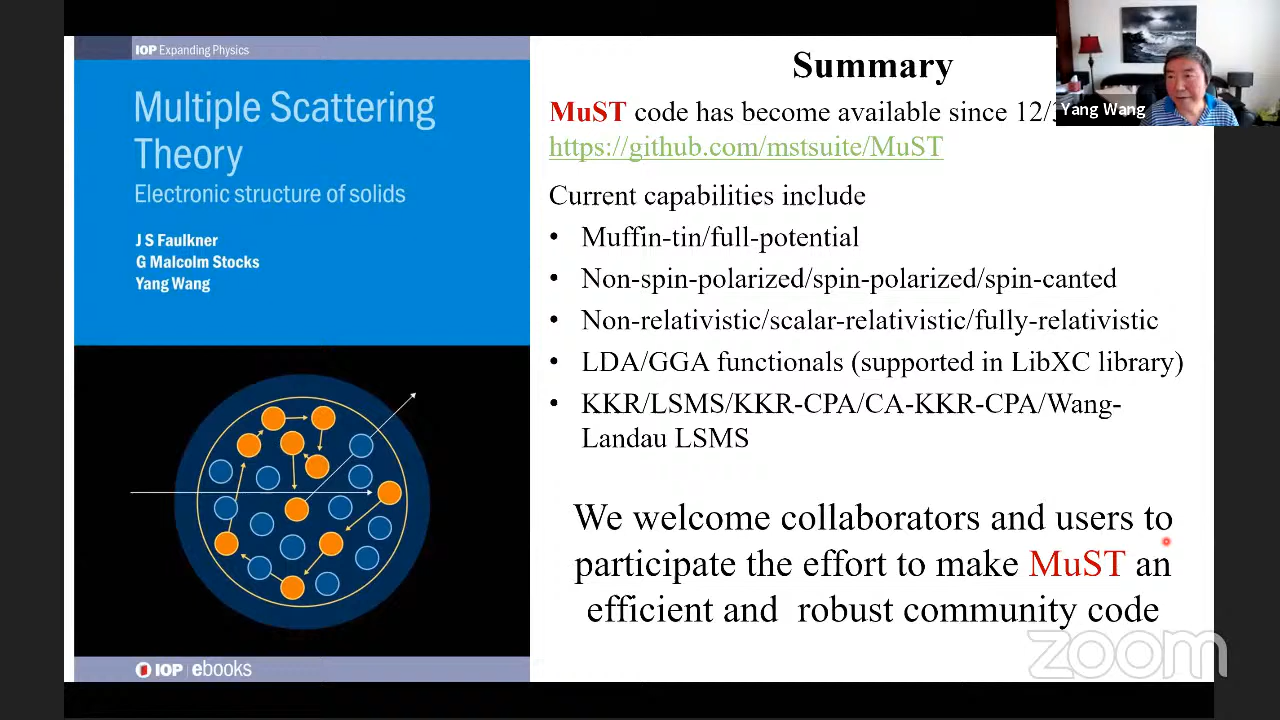 IOP Expanding Physics
Multiple Scattering
Theory
Electronic structure of solids
J S Faulkner
G Malcolm Stocks
Yang Wang
IOP ebooks
Summary
MuST code has become available since 12/
https://github.com/mstsuite/MuST
Current capabilities include
• Muffin-tin/full-potential
• Non-spin-polarized/spin-polarized/spin-canted
• Non-relativistic/scalar-relativistic/fully-relativistic
• LDA/GGA functionals (supported in LibXC library)
• KKR/LSMS/KKR-CPA/CA-KKR-CPA/Wang-
Landau LSMS
We welcome collaborators and users to
participate the effort to make MuST an
efficient and robust community code
Yang Wang
zoom